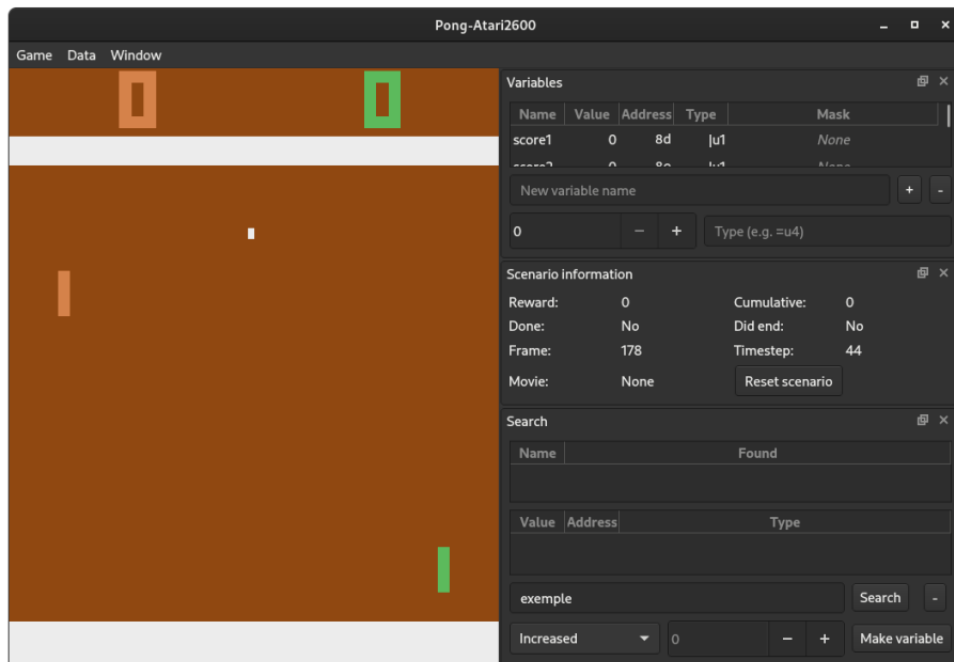 Pong-Atari2600
Game Data Window
0 0
Variables
Name Value Address Type Mask
score1 0 8d |u1 None
New variable name + -
0 - + Type (e.g. =u4)
Scenario information
Reward: 0 Cumulative: 0
Done: No Did end: No
Frame: 178 Timestep: 44
Movie: None Reset scenario
Search
Name Found
Value Address Type
exemple Search -
Increased 0 - + Make variable